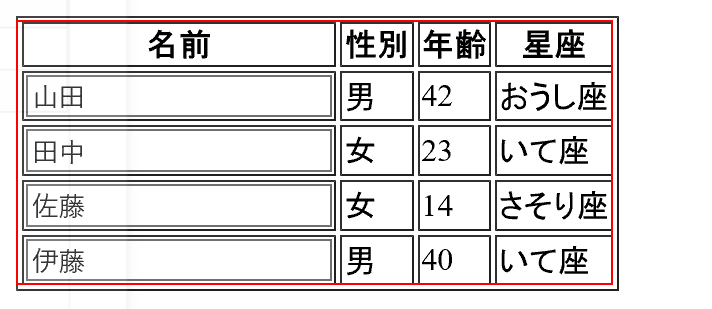 名前 性別 年齢 星座
山田 男 42 おうし座
田中 女 23 いて座
佐藤 女 14 さそり座
伊藤 男 40 いて座